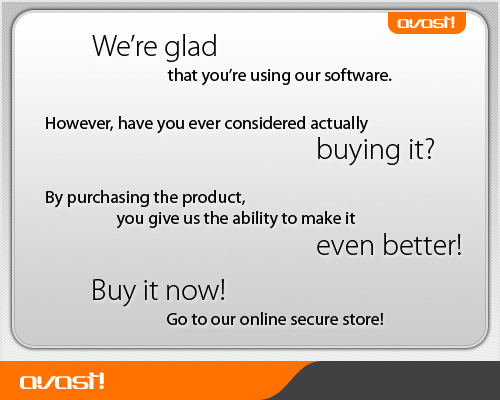 avast!
We're glad
that you're using our software.
However, have you ever considered actually
buying it?
By purchasing the product,
you give us the ability to make it
even better!
Buy it now!
Go to our online secure store!
avast!